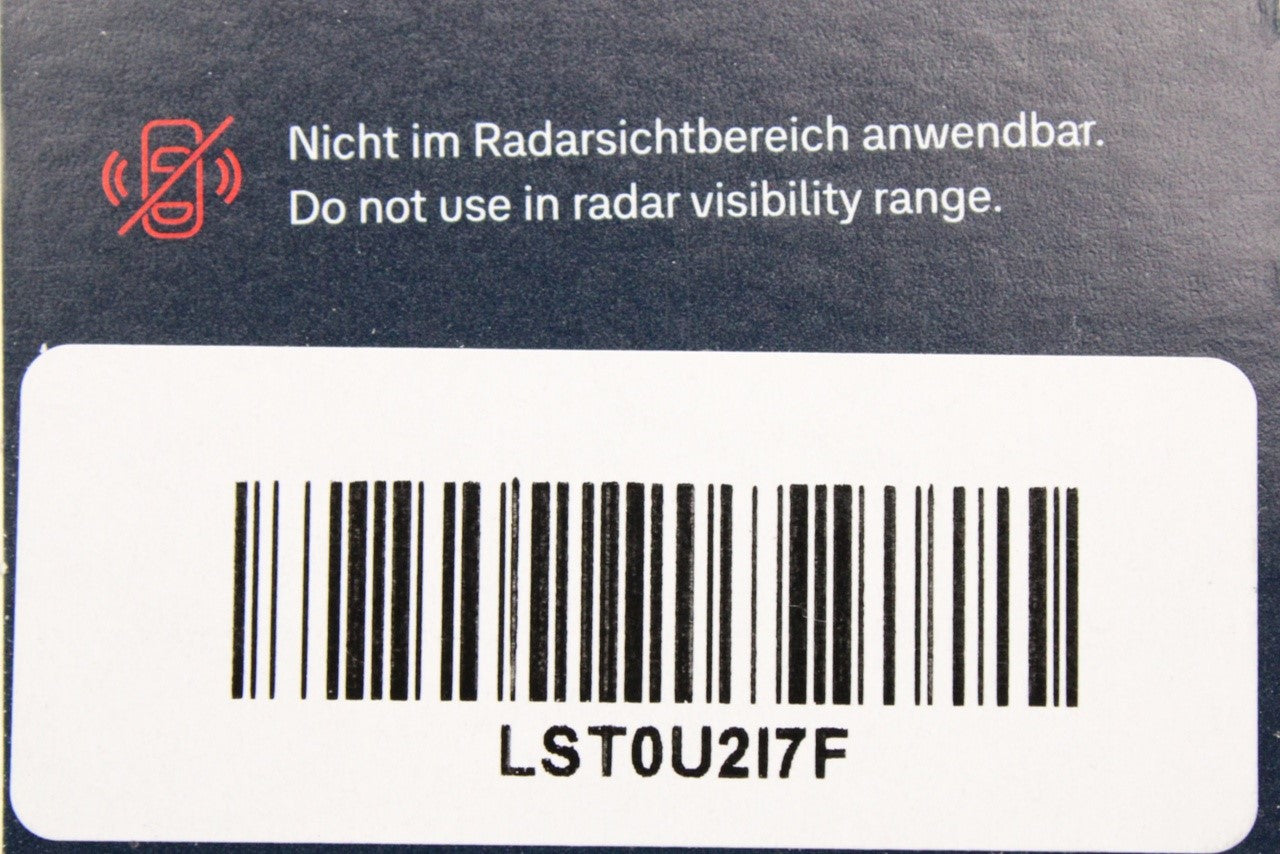 Nicht im Radarsichtbereich anwendbar.
Do not use in radar visibility range.
LST0U2I7F